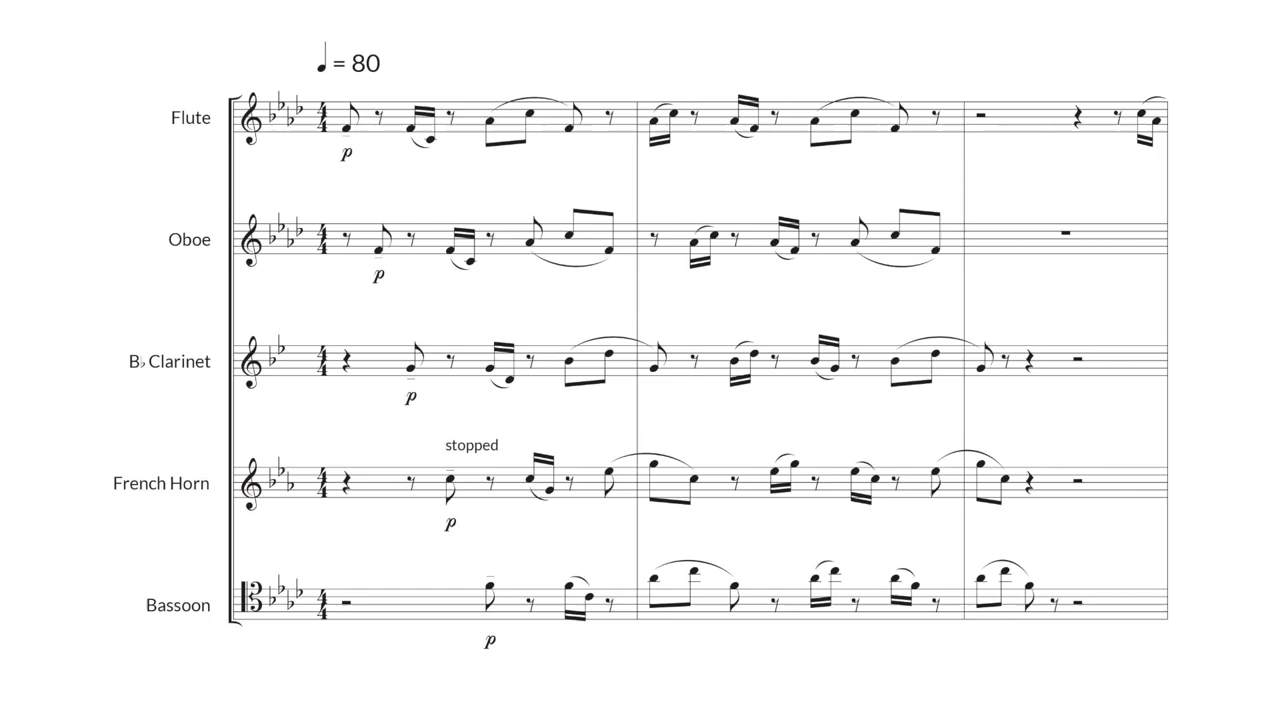 ♩ = 80
Flute
p
Oboe
p
B♭ Clarinet
p
stopped
French Horn
p
Bassoon
p